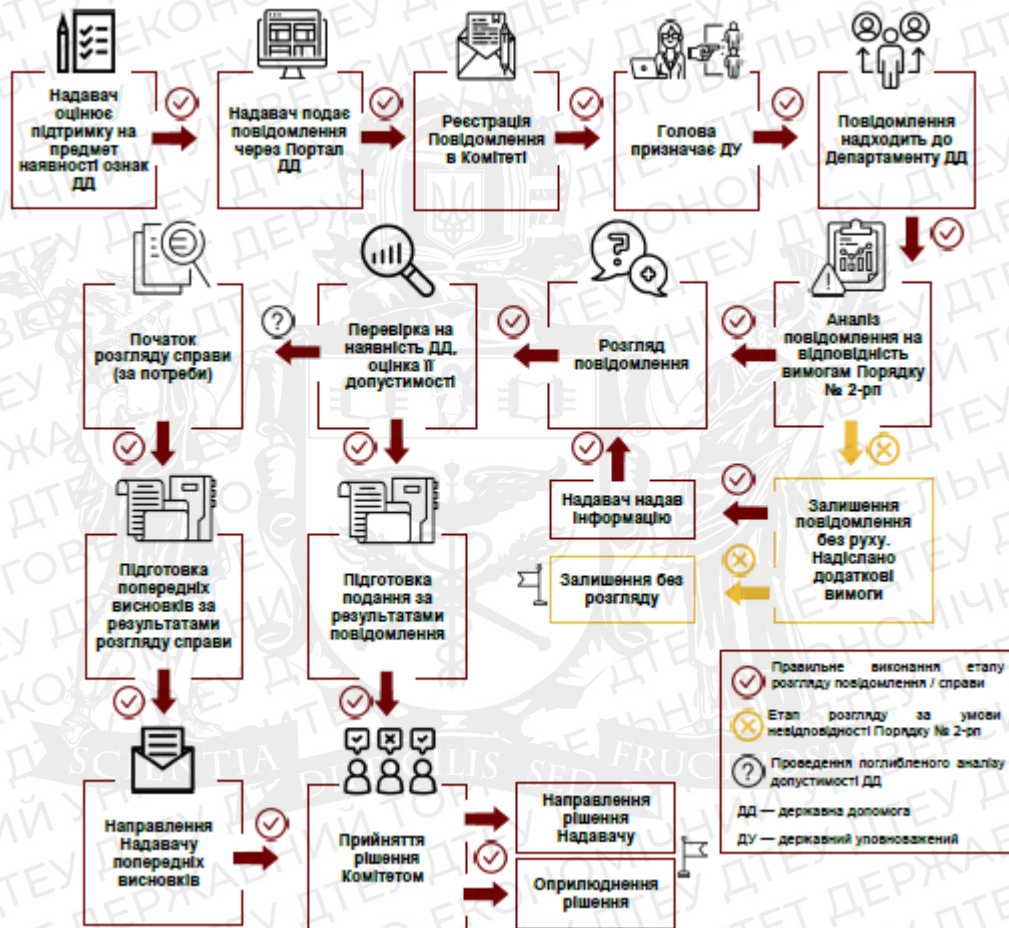 Надавач
оцінює
підтримку на
предмет
наявності ознак
ДД
Надавач подає
повідомлення
через Портал
ДД
Реєстрація
Повідомлення
в Комітеті
Голова
призначає ДУ
Повідомлення
надходить до
Департаменту ДД
Початок
розгляду справи
(за потреби)
Перевірка на
наявність ДД,
оцінка її
допустимості
Розгляд
повідомлення
Аналіз
повідомлення на
відповідність
вимогам Порядку
№ 2-рп
Надавач надав
інформацію
Залишення без
розгляду
Залишення
повідомлення
без руху.
Надіслано
додаткові
вимоги
Підготовка
попередніх
висновків за
результатами
розгляду справи
Підготовка
подання за
результатами
повідомлення
Направлення
Надавачу
попередніх
висновків
Прийняття
рішення
Комітетом
Направлення
рішення
Надавачу
Оприлюднення
рішення
Правильне виконання етапу
розгляду повідомлення / справи
Етап розгляду за умови
невідповідності Порядку № 2-рп
Проведення поглибленого аналізу
допустимості ДД
ДД — державна допомога
ДУ — державний уповноважений